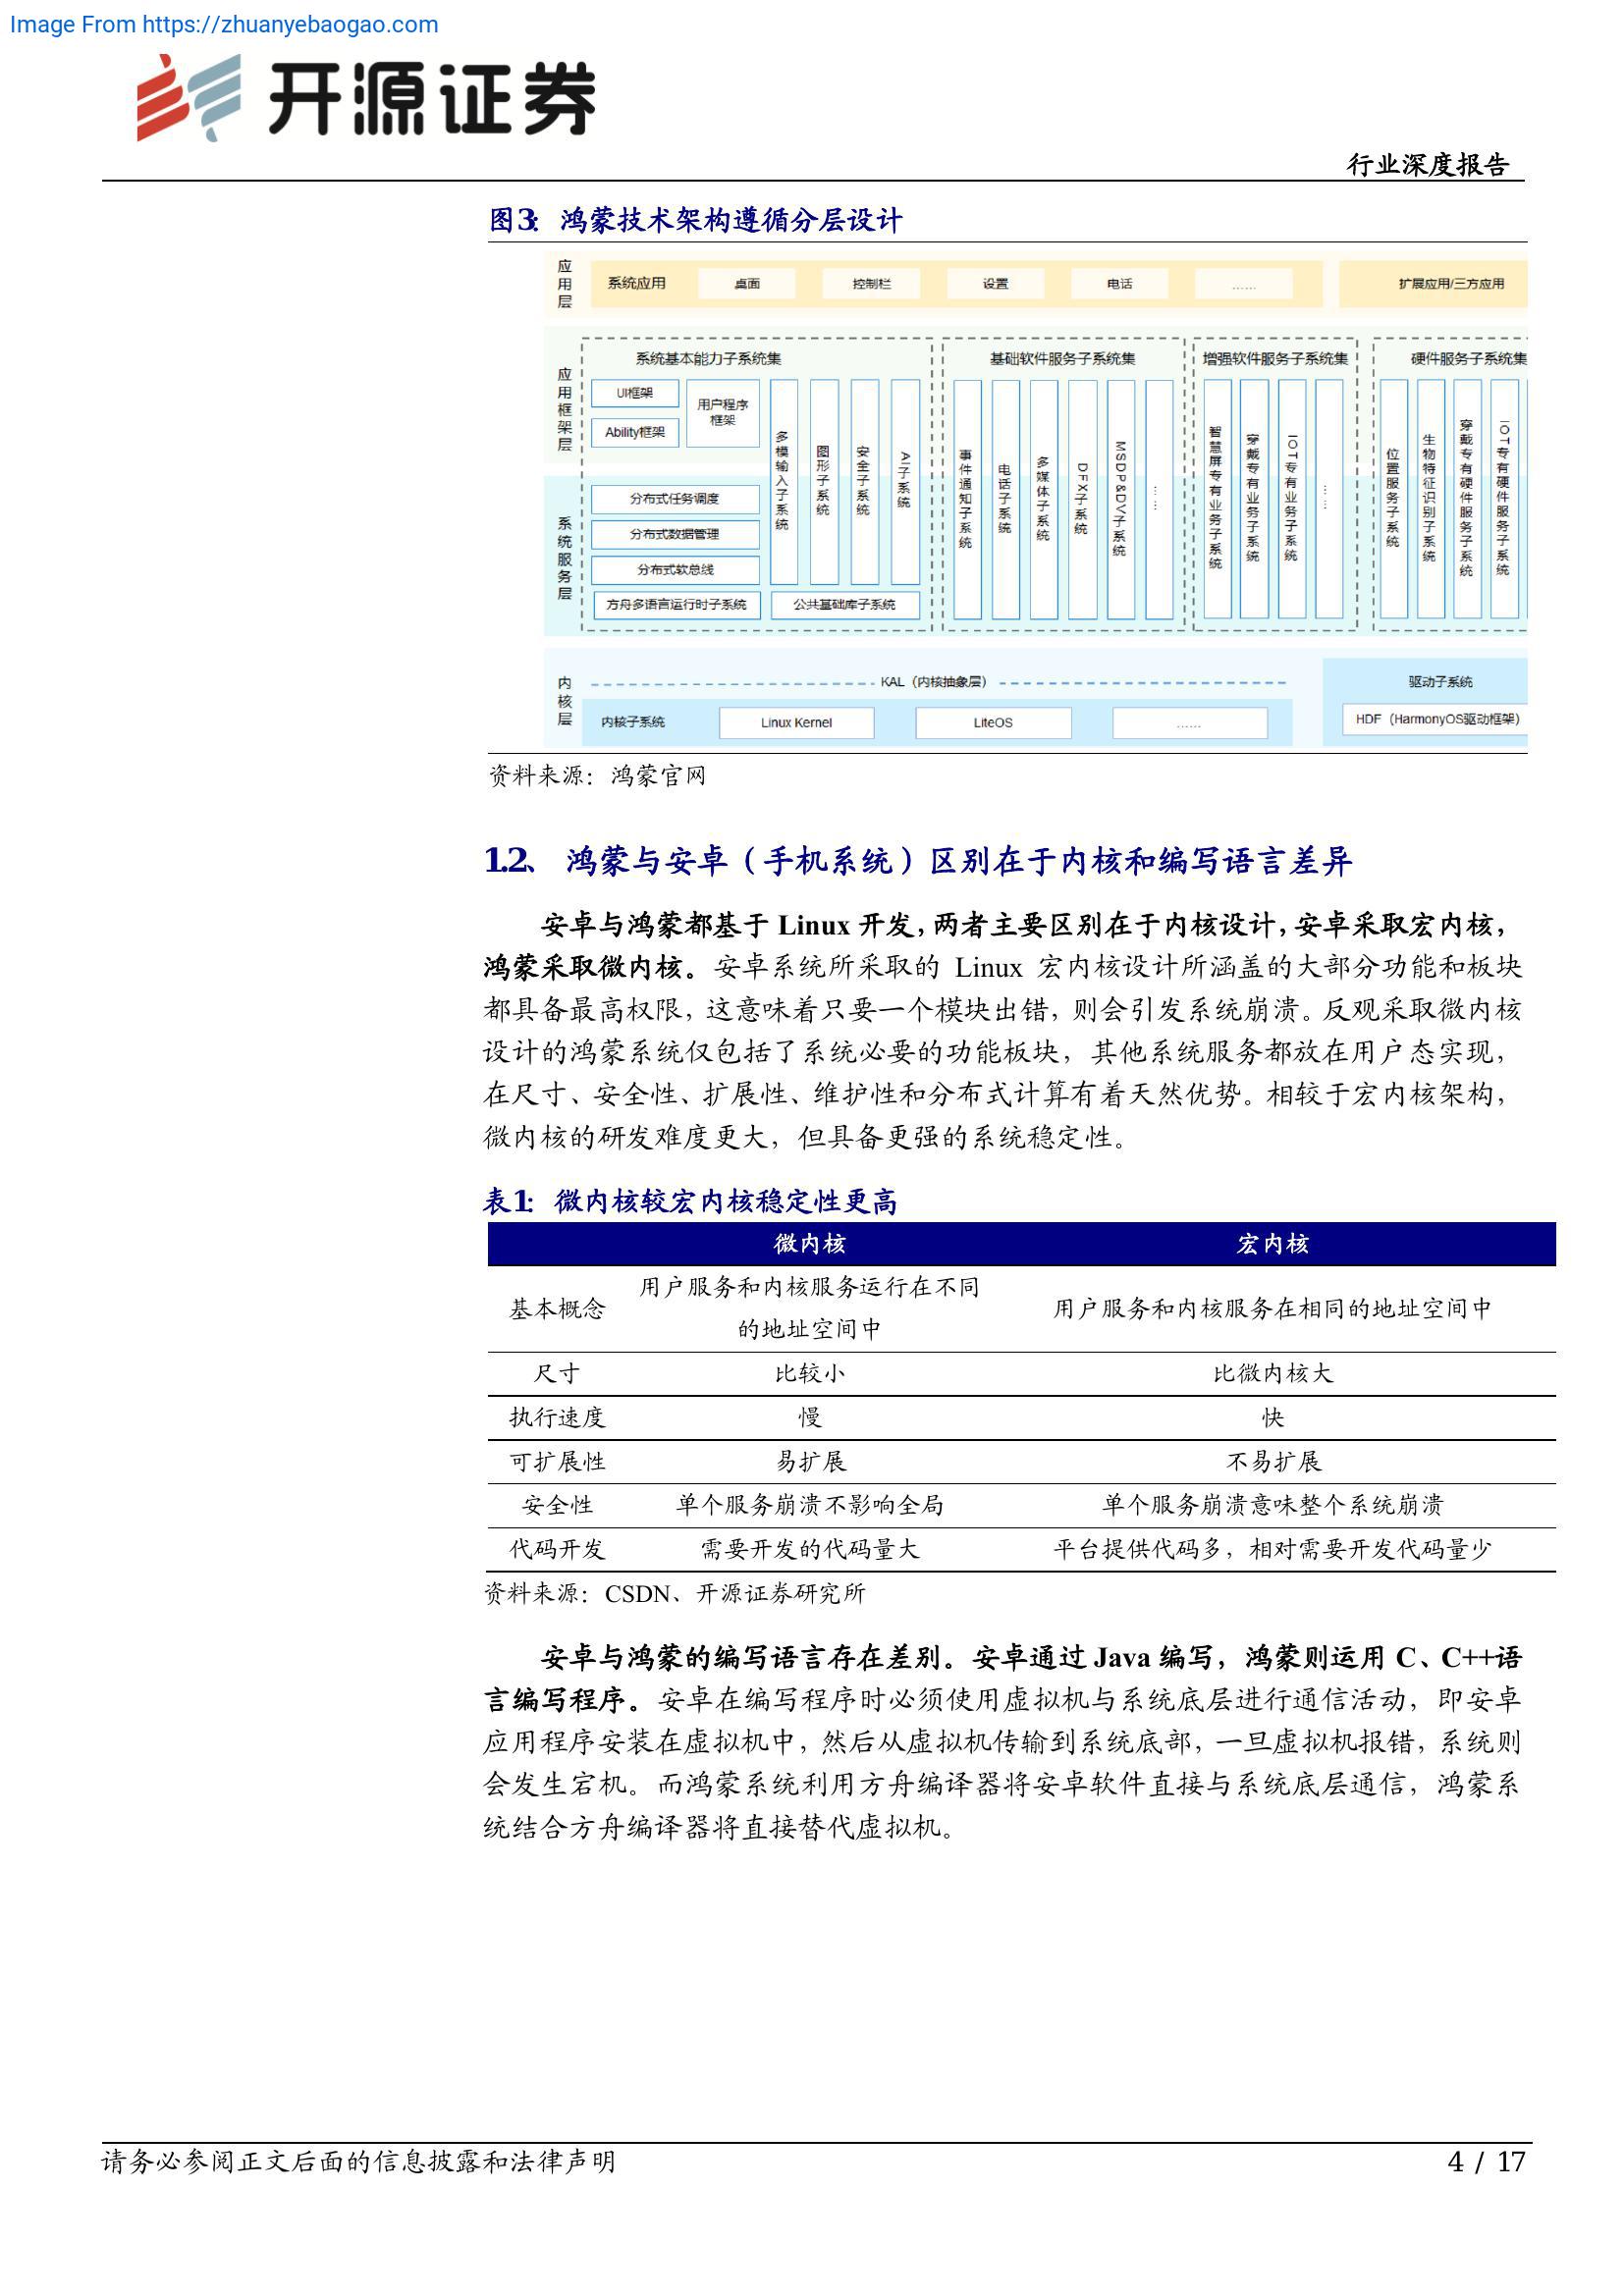 Image From https://zhuanyebaogao.com
开源证券
行业深度报告
图3：鸿蒙技术架构遵循分层设计
应用层
系统应用 桌面 控制栏 设置 电话 …… 扩展应用/三方应用
应用框架层
系统服务层
系统基本能力子系统集
UI框架
Ability框架
用户程序框架
分布式任务调度
分布式数据管理
分布式软总线
方舟多语言运行时子系统
公共基础库子系统
多模输入子系统
图形子系统
安全子系统
AI子系统
基础软件服务子系统集
事件通知子系统
电话子系统
多媒体子系统
DFX子系统
MSDP&DV子系统
……
增强软件服务子系统集
智慧屏专有业务子系统
穿戴专有业务子系统
IOT专有业务子系统
……
硬件服务子系统集
位置服务子系统
生物特征识别子系统
穿戴专有硬件服务子系统
IOT专有硬件服务子系统
内核层
KAL（内核抽象层）
内核子系统 Linux Kernel LiteOS ……
驱动子系统
HDF（HarmonyOS驱动框架）
资料来源：鸿蒙官网
1.2、 鸿蒙与安卓（手机系统）区别在于内核和编写语言差异
安卓与鸿蒙都基于 Linux 开发，两者主要区别在于内核设计，安卓采取宏内核，
鸿蒙采取微内核。安卓系统所采取的 Linux 宏内核设计所涵盖的大部分功能和板块
都具备最高权限，这意味着只要一个模块出错，则会引发系统崩溃。反观采取微内核
设计的鸿蒙系统仅包括了系统必要的功能板块，其他系统服务都放在用户态实现，
在尺寸、安全性、扩展性、维护性和分布式计算有着天然优势。相较于宏内核架构，
微内核的研发难度更大，但具备更强的系统稳定性。
表1：微内核较宏内核稳定性更高
微内核 宏内核
基本概念 用户服务和内核服务运行在不同的地址空间中 用户服务和内核服务在相同的地址空间中
尺寸 比较小 比微内核大
执行速度 慢 快
可扩展性 易扩展 不易扩展
安全性 单个服务崩溃不影响全局 单个服务崩溃意味整个系统崩溃
代码开发 需要开发的代码量大 平台提供代码多，相对需要开发代码量少
资料来源：CSDN、开源证券研究所
安卓与鸿蒙的编写语言存在差别。安卓通过 Java 编写，鸿蒙则运用 C、C++语
言编写程序。安卓在编写程序时必须使用虚拟机与系统底层进行通信活动，即安卓
应用程序安装在虚拟机中，然后从虚拟机传输到系统底部，一旦虚拟机报错，系统则
会发生宕机。而鸿蒙系统利用方舟编译器将安卓软件直接与系统底层通信，鸿蒙系
统结合方舟编译器将直接替代虚拟机。
请务必参阅正文后面的信息披露和法律声明
4 / 17